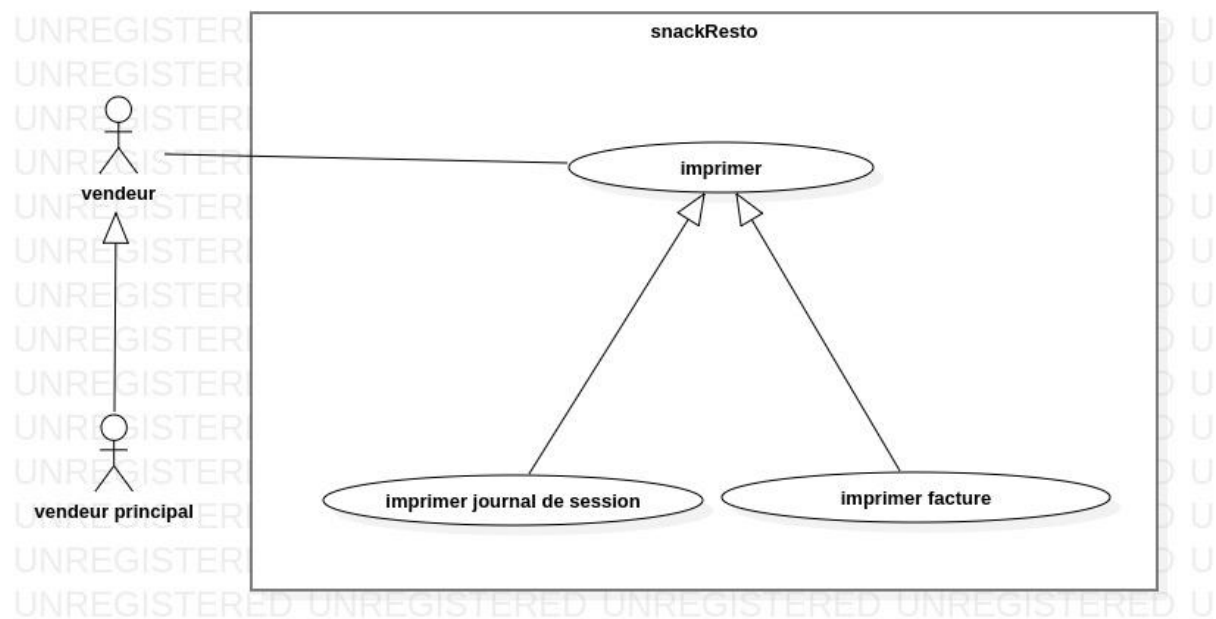 snackResto
vendeur
imprimer
vendeur principal
imprimer journal de session
imprimer facture
UNREGISTERED UNREGISTERED UNREGISTERED UNREGISTERED U